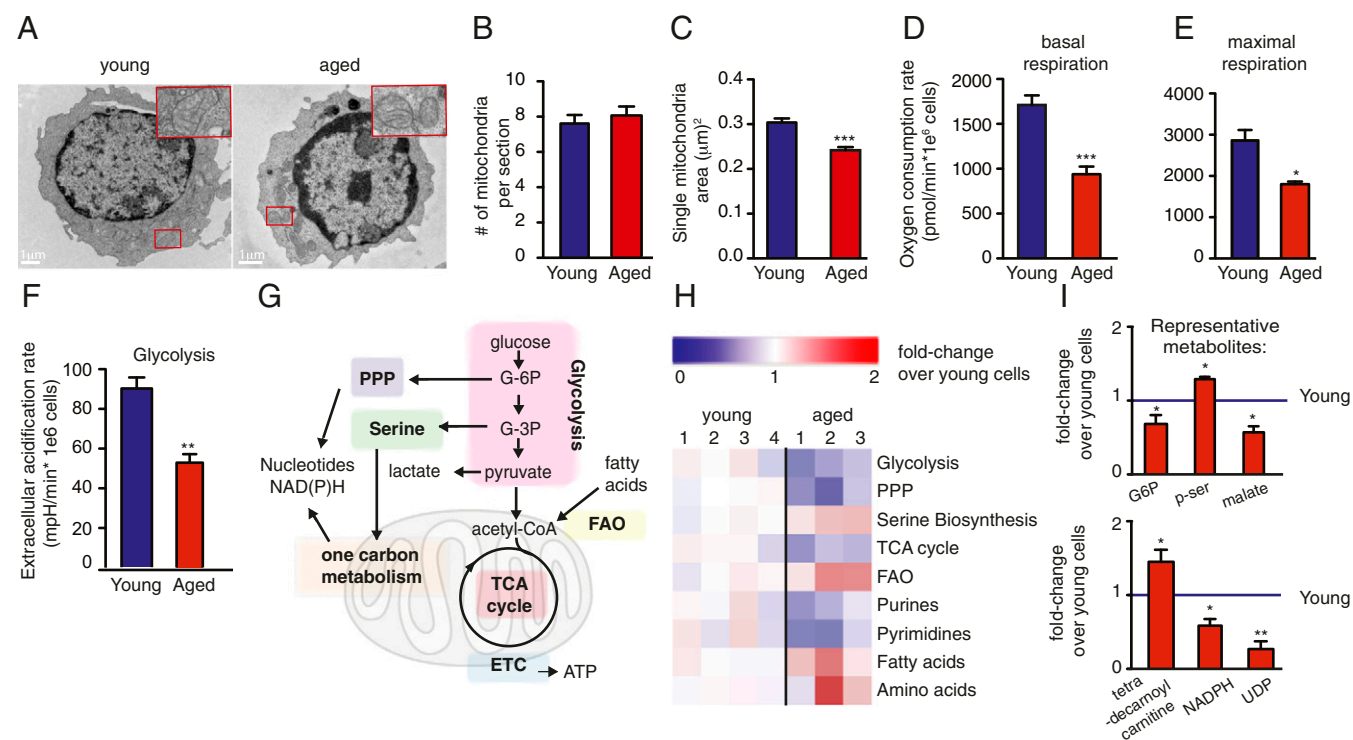 A
young
aged
1µm
1µm
B
# of mitochondria
per section
10
8
6
4
2
0
Young Aged
C
Single mitochondria
area (µm)²
0.4
0.3
0.2
0.1
0.0
***
Young Aged
D
basal
respiration
Oxygen consumption rate
(pmol/min*1e⁶ cells)
2000
1500
1000
500
0
***
Young Aged
E
maximal
respiration
4000
3000
2000
1000
0
*
Young Aged
F
Glycolysis
Extracellular acidification rate
(mpH/min* 1e6 cells)
100
80
60
40
20
0
**
Young Aged
G
glucose
Glycolysis
PPP
G-6P
Serine
G-3P
Nucleotides
NAD(P)H
lactate
pyruvate
fatty
acids
acetyl-CoA
FAO
one carbon
metabolism
TCA
cycle
ETC
ATP
H
0 1 2
fold-change
over young cells
young aged
1 2 3 4 1 2 3
Glycolysis
PPP
Serine Biosynthesis
TCA cycle
FAO
Purines
Pyrimidines
Fatty acids
Amino acids
I
Representative
metabolites:
fold-change
over young cells
2
1
0
*
*
*
Young
G6P p-ser malate
fold-change
over young cells
2
1
0
*
*
**
Young
tetra
-decarnoyl
carnitine
NADPH
UDP